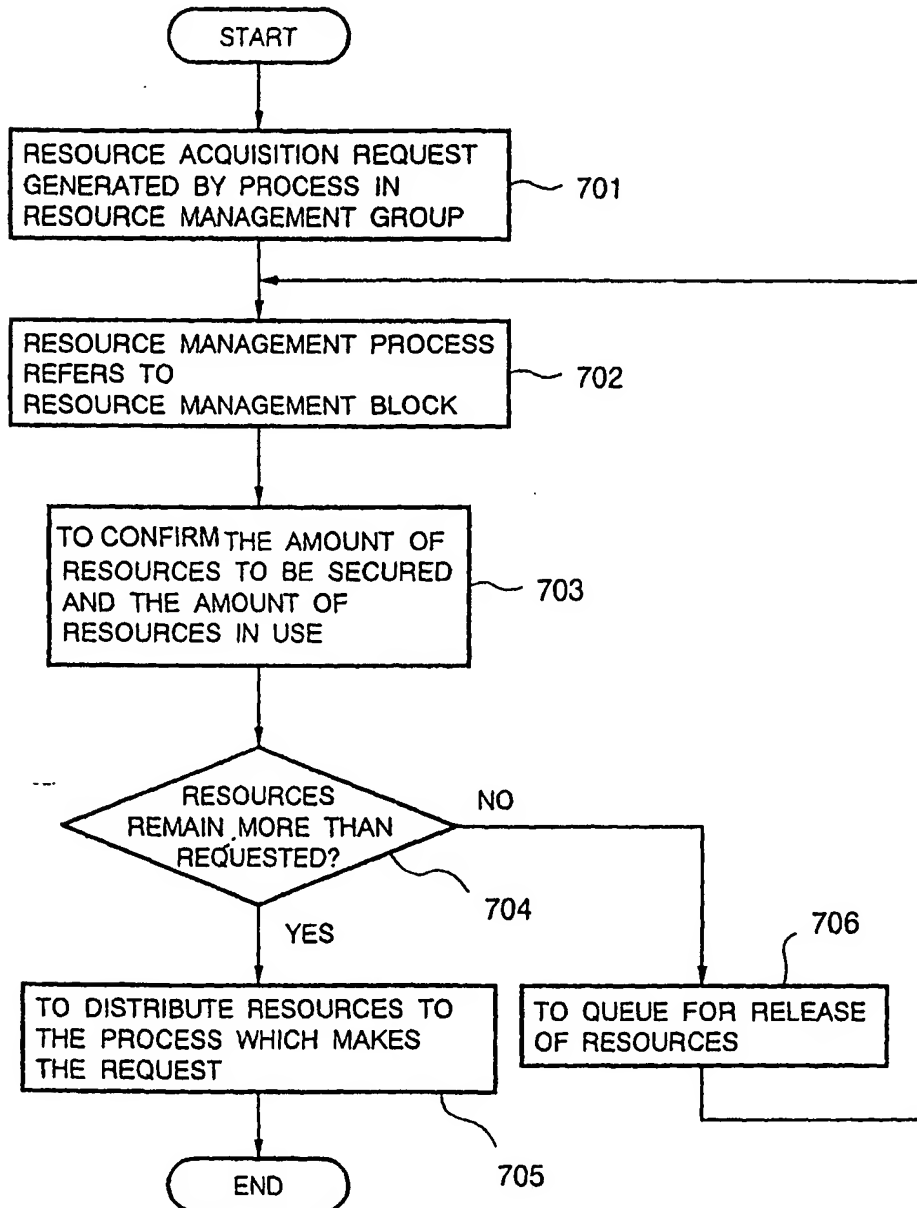 START
RESOURCE ACQUISITION REQUEST
GENERATED BY PROCESS IN
RESOURCE MANAGEMENT GROUP
701
RESOURCE MANAGEMENT PROCESS
REFERS TO
RESOURCE MANAGEMENT BLOCK
702
TO CONFIRM THE AMOUNT OF
RESOURCES TO BE SECURED
AND THE AMOUNT OF
RESOURCES IN USE
703
RESOURCES
REMAIN MORE THAN
REQUESTED?
NO
704
YES
706
TO DISTRIBUTE RESOURCES TO
THE PROCESS WHICH MAKES
THE REQUEST
TO QUEUE FOR RELEASE
OF RESOURCES
705
END